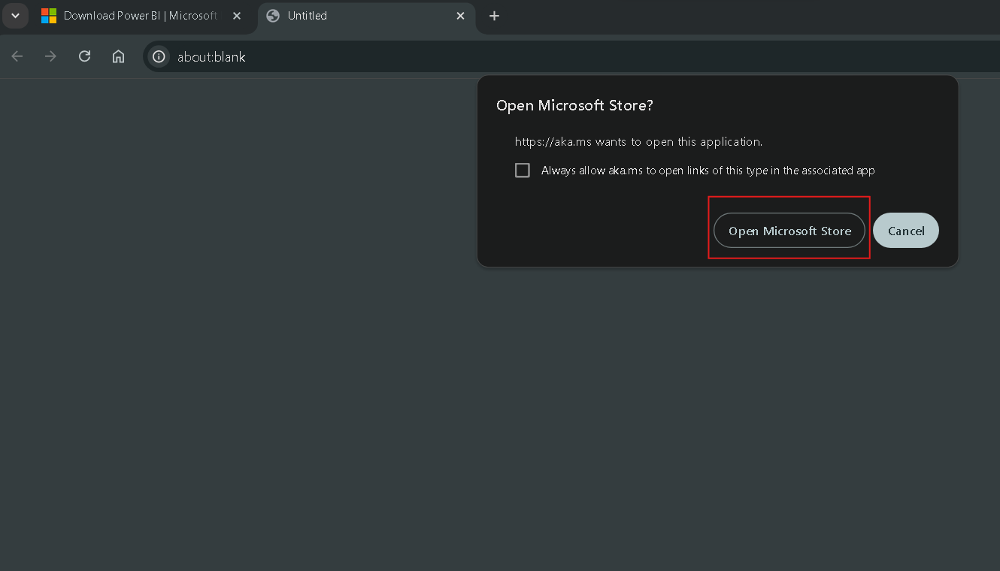 Download Power BI | Microsoft
Untitled
about:blank
Open Microsoft Store?
https://aka.ms wants to open this application.
Always allow aka.ms to open links of this type in the associated app
Open Microsoft Store
Cancel